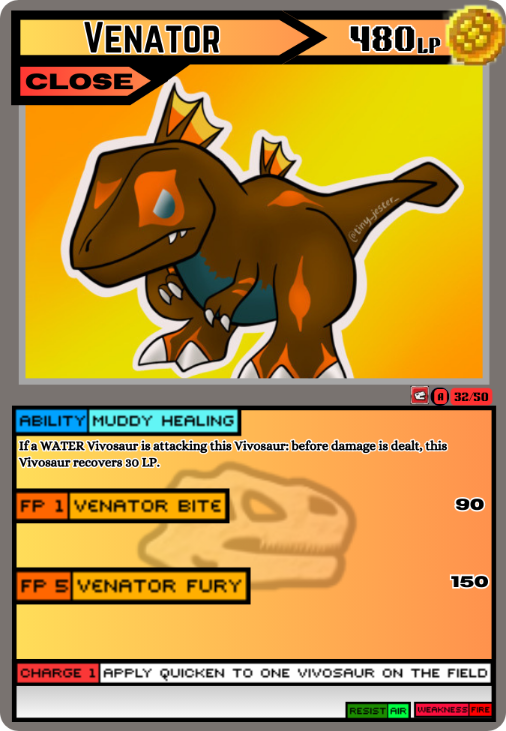 VENATOR
480LP
CLOSE
@tiny_jester_
A 32/50
ABILITY MUDDY HEALING
If a WATER Vivosaur is attacking this Vivosaur: before damage is dealt, this
Vivosaur recovers 30 LP.
FP 1 VENATOR BITE 90
FP 5 VENATOR FURY 150
CHARGE 1 APPLY QUICKEN TO ONE VIVOSAUR ON THE FIELD
RESIST AIR WEAKNESS FIRE